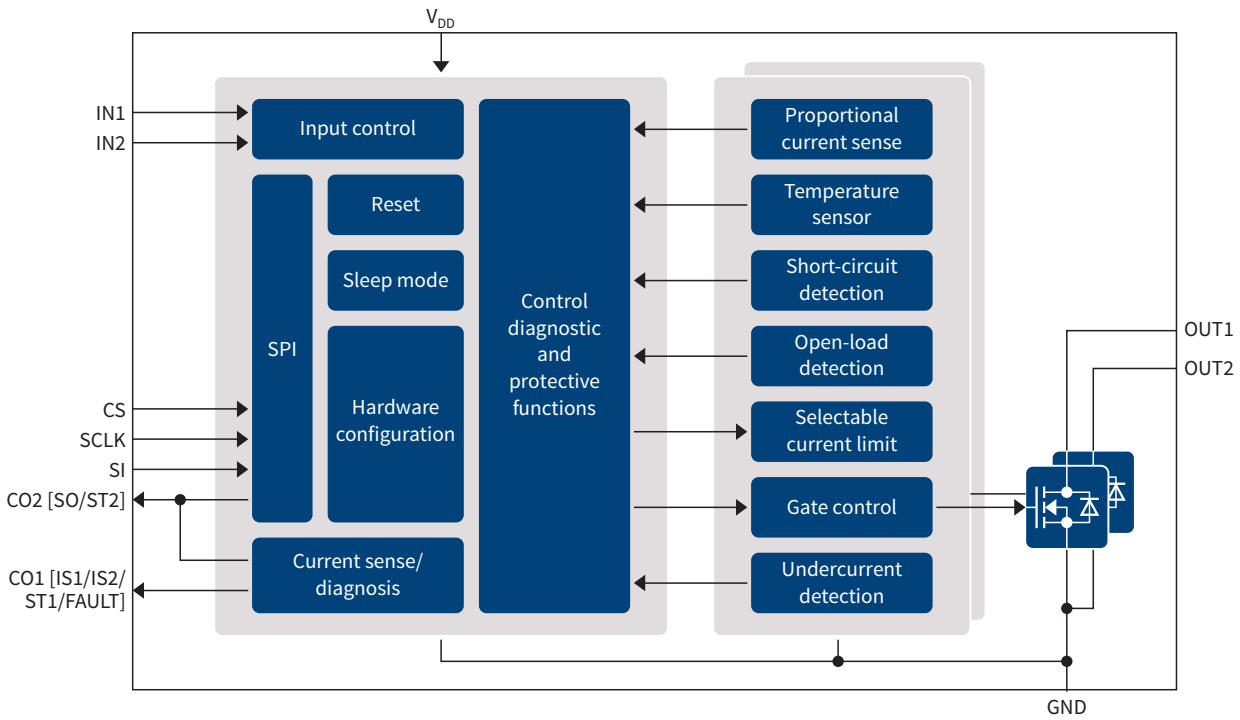 VDD
IN1
IN2
Input control
SPI
Reset
Sleep mode
Hardware
configuration
Current sense/
diagnosis
Control
diagnostic
and
protective
functions
Proportional
current sense
Temperature
sensor
Short-circuit
detection
Open-load
detection
Selectable
current limit
Gate control
Undercurrent
detection
OUT1
OUT2
CS
SCLK
SI
CO2 [SO/ST2]
CO1 [IS1/IS2/
ST1/FAULT]
GND